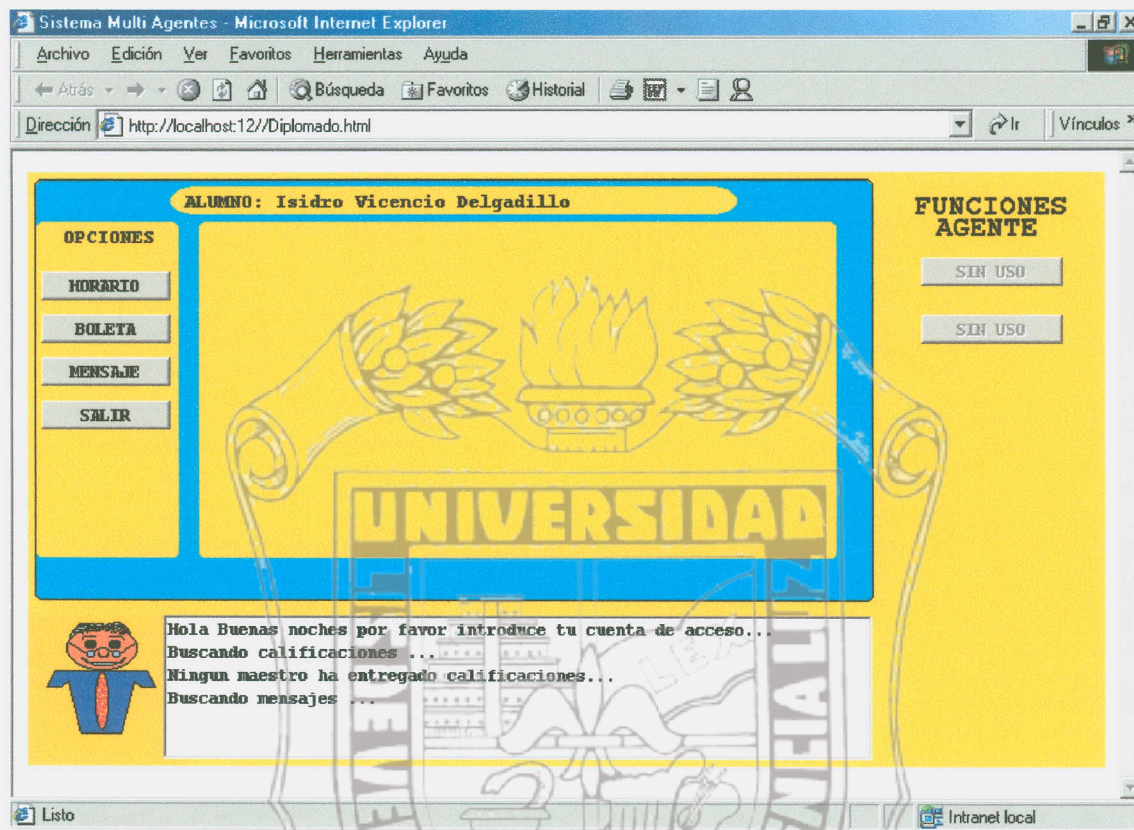 Sistema Multi Agentes - Microsoft Internet Explorer
Archivo Edición Ver Favoritos Herramientas Ayuda
Atrás Búsqueda Favoritos Historial
Dirección http://localhost:12//Diplomado.html Ir Vínculos »
ALUMNO: Isidro Vicencio Delgadillo
FUNCIONES
AGENTE
OPCIONES
HORARIO
BOLETA
MENSAJE
SALIR
SIN USO
SIN USO
UNIVERSIDAD
LEX
Hola Buenas noches por favor introduce tu cuenta de acceso...
Buscando calificaciones ...
Ningun maestro ha entregado calificaciones...
Buscando mensajes ...
Listo
Intranet local